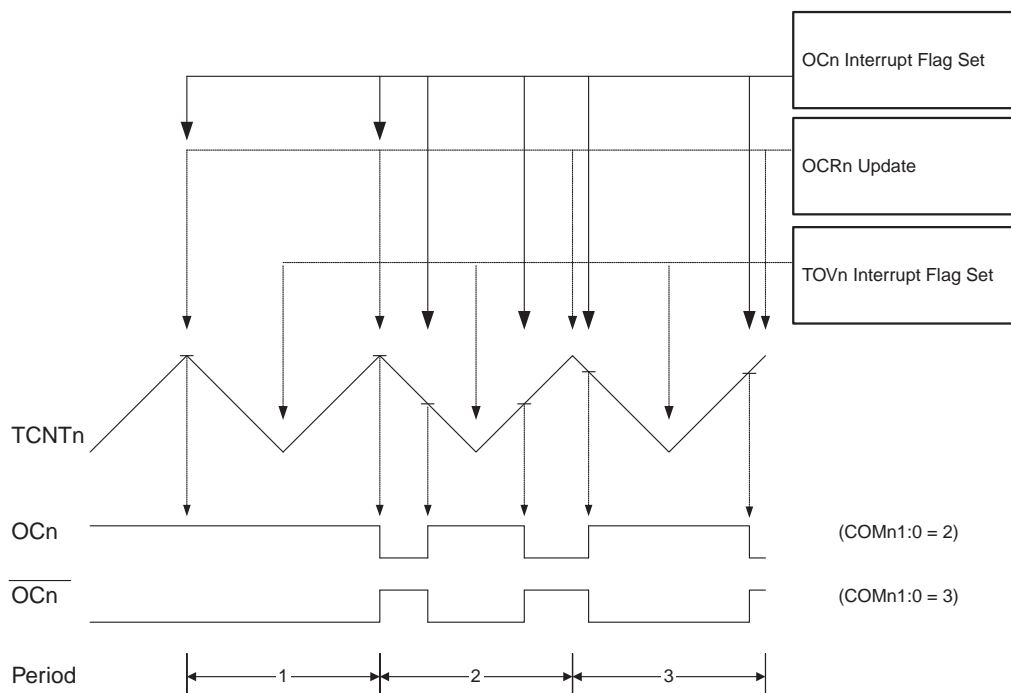 OCn Interrupt Flag Set
OCRn Update
TOVn Interrupt Flag Set
TCNTn
OCn
(COMn1:0 = 2)
OCn
(COMn1:0 = 3)
Period
1
2
3